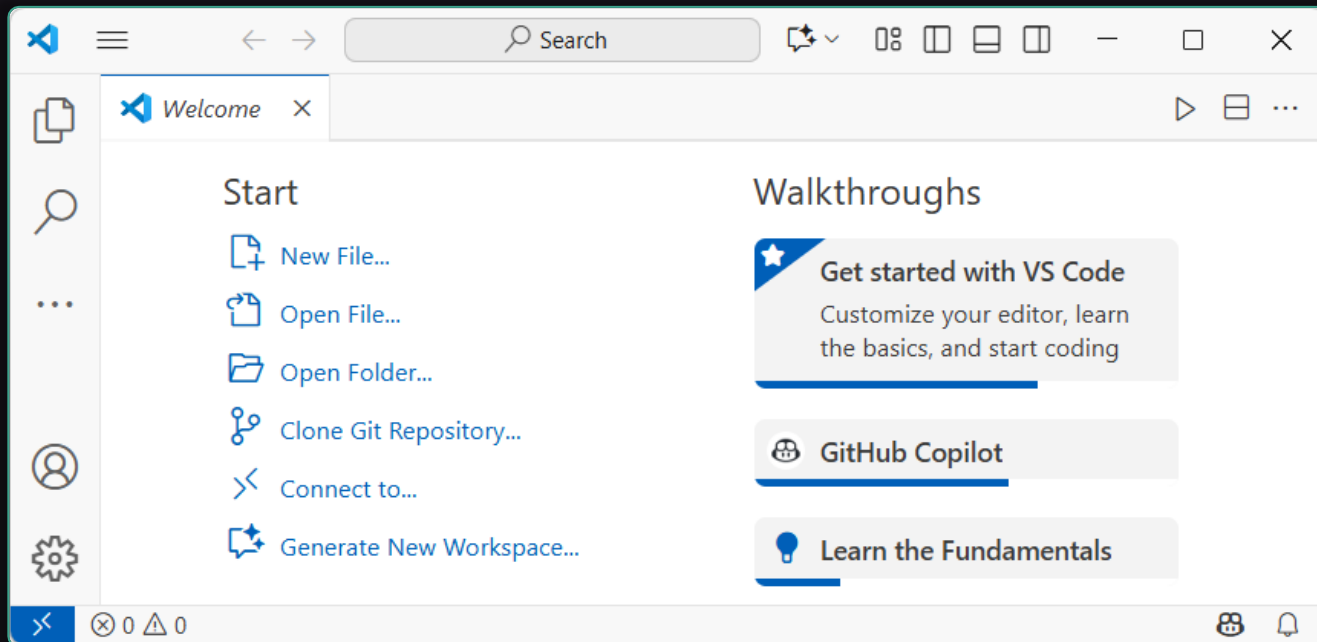 Search
Welcome
Start
New File...
Open File...
Open Folder...
Clone Git Repository...
Connect to...
Generate New Workspace...
Walkthroughs
Get started with VS Code
Customize your editor, learn
the basics, and start coding
GitHub Copilot
Learn the Fundamentals
0 0